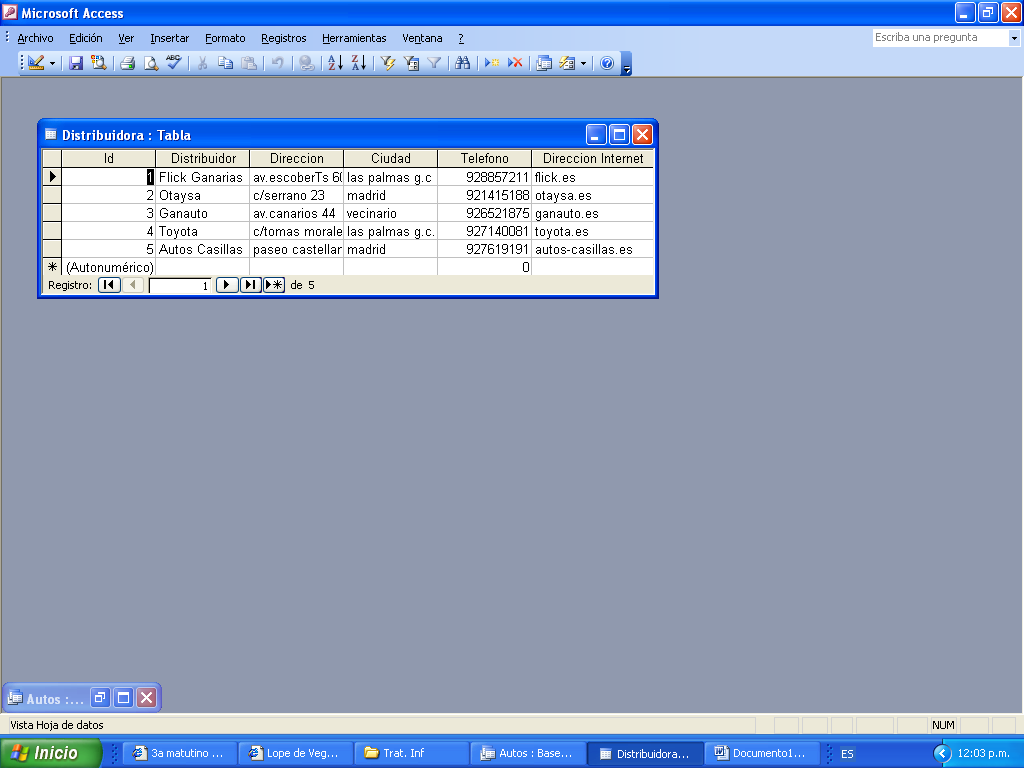 Microsoft Access
Archivo Edición Ver Insertar Formato Registros Herramientas Ventana ? Escriba una pregunta
Distribuidora : Tabla
Id Distribuidor Direccion Ciudad Telefono Direccion Internet
1 Flick Ganarias av.escoberTs 60 las palmas g.c 928857211 flick.es
2 Otaysa c/serrano 23 madrid 921415188 otaysa.es
3 Ganauto av.canarios 44 vecinario 926521875 ganauto.es
4 Toyota c/tomas morale las palmas g.c. 927140081 toyota.es
5 Autos Casillas paseo castellar madrid 927619191 autos-casillas.es
(Autonumérico) 0
Registro: 1 de 5
Autos :...
Vista Hoja de datos NUM
Inicio 3a matutino ... Lope de Veg... Trat. Inf Autos : Base... Distribuidora... Documento1... ES 12:03 p.m.